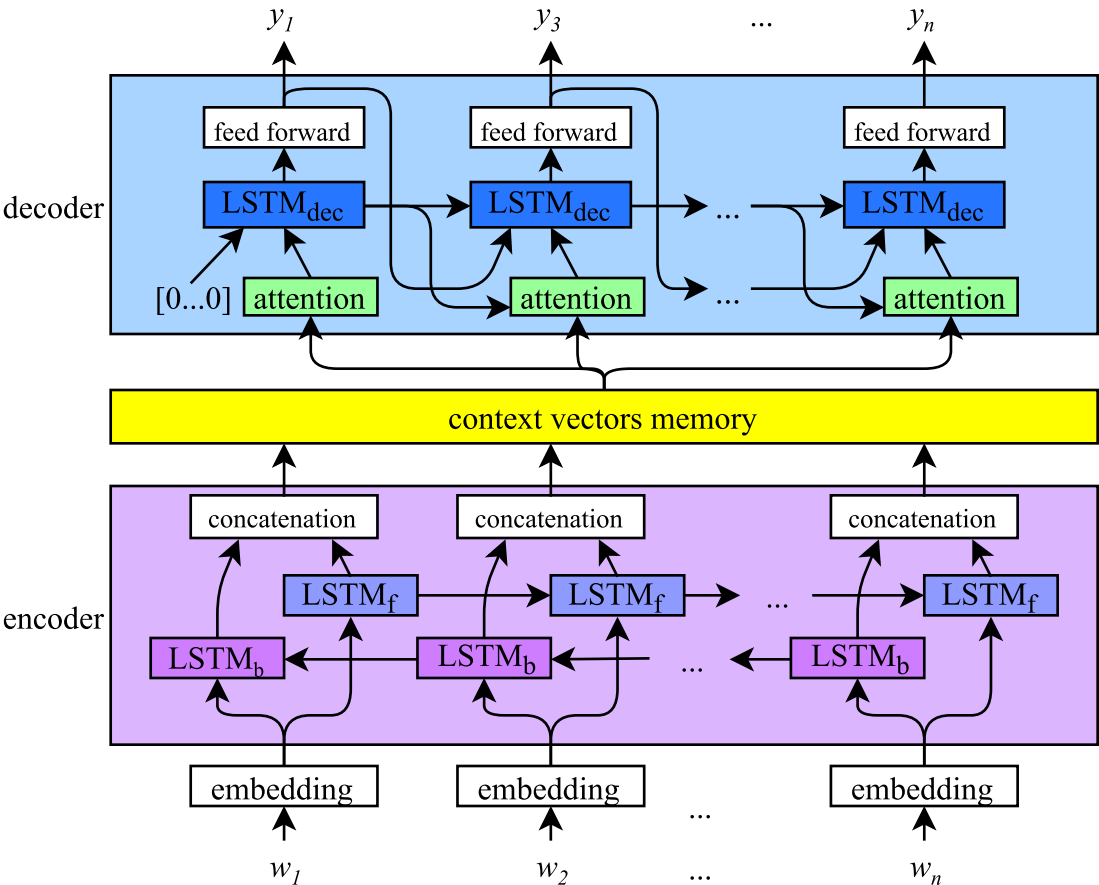 y1 y3 ... yn
feed forward feed forward feed forward
decoder LSTMdec LSTMdec ... LSTMdec
[0...0] attention attention ... attention
context vectors memory
concatenation concatenation concatenation
LSTMf LSTMf ... LSTMf
encoder
LSTMb LSTMb ... LSTMb
embedding embedding embedding
...
w1 w2 ... wn